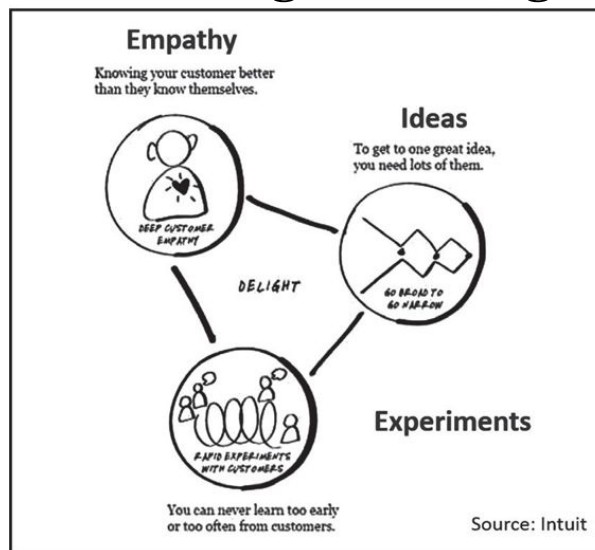 Empathy
Knowing your customer better
than they know themselves.
DEEP CUSTOMER
EMPATHY
Ideas
To get to one great idea,
you need lots of them.
GO BROAD TO
GO NARROW
DELIGHT
RAPID EXPERIMENTS
WITH CUSTOMERS
Experiments
You can never learn too early
or too often from customers.
Source: Intuit